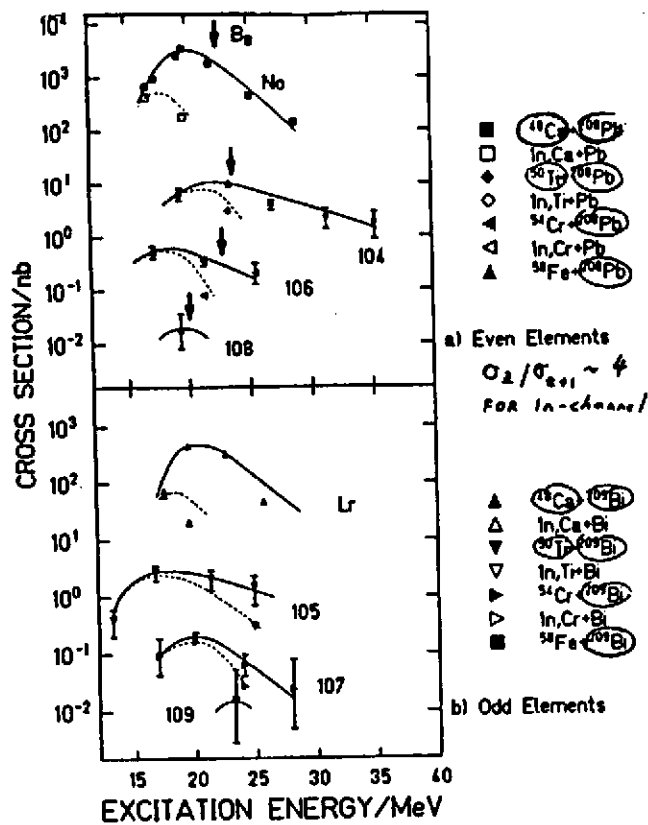 CROSS SECTION/nb
10⁴
10³
10²
10¹
10⁰
10⁻¹
10⁻²
No
104
106
108
⁴⁸Ca+²⁰⁸Pb
1n,Ca+Pb
⁵⁰Ti+²⁰⁸Pb
1n,Ti+Pb
⁵⁴Cr+²⁰⁸Pb
1n,Cr+Pb
⁵⁸Fe+²⁰⁸Pb
a) Even Elements
σz/σz+1 ~ 4
FOR 1n-channel
10³
10²
10¹
10⁰
10⁻¹
10⁻²
Lr
105
107
109
⁴⁸Ca+²⁰⁹Bi
1n,Ca+Bi
⁵⁰Ti+²⁰⁹Bi
1n,Ti+Bi
⁵⁴Cr+²⁰⁹Bi
1n,Cr+Bi
⁵⁸Fe+²⁰⁹Bi
b) Odd Elements
15 20 25 30 35 40
EXCITATION ENERGY/MeV